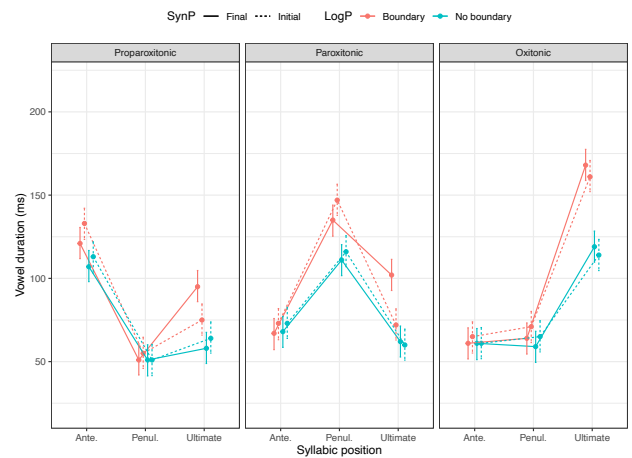 SynP Final Initial LogP Boundary No boundary
Proparoxitonic Paroxitonic Oxitonic
200
150
100
50
Vowel duration (ms)
Ante. Penul. Ultimate Ante. Penul. Ultimate Ante. Penul. Ultimate
Syllabic position